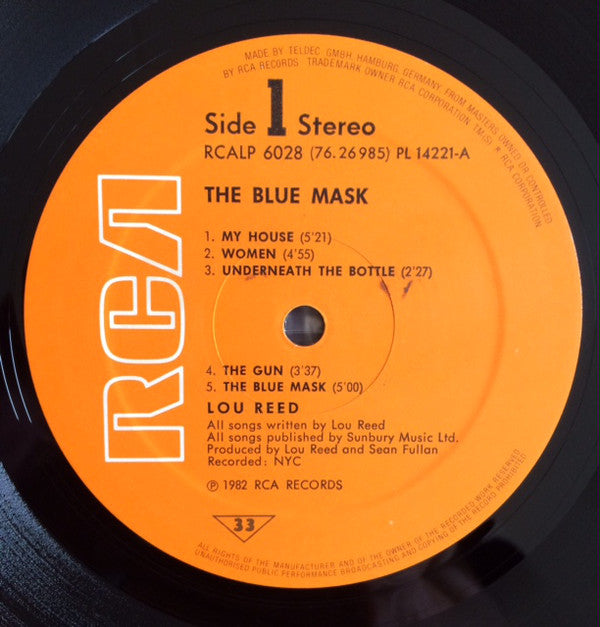 MADE BY TELDEC GMBH, HAMBURG, GERMANY, FROM MASTERS OWNED OR CONTROLLED
BY RCA RECORDS TRADEMARK OWNER RCA CORPORATION TM(S) ® RCA CORPORATION
Side 1 Stereo
RCALP 6028 (76.26985) PL 14221-A
THE BLUE MASK
1. MY HOUSE (5'21)
2. WOMEN (4'55)
3. UNDERNEATH THE BOTTLE (2'27)
RCA
4. THE GUN (3'37)
5. THE BLUE MASK (5'00)
LOU REED
All songs written by Lou Reed
All songs published by Sunbury Music Ltd.
Produced by Lou Reed and Sean Fullan
Recorded: NYC
℗ 1982 RCA RECORDS
33
ALL RIGHTS OF THE MANUFACTURER AND OF THE OWNER OF THE RECORDED WORK RESERVED
UNAUTHORISED PUBLIC PERFORMANCE BROADCASTING AND COPYING OF THE RECORD PROHIBITED